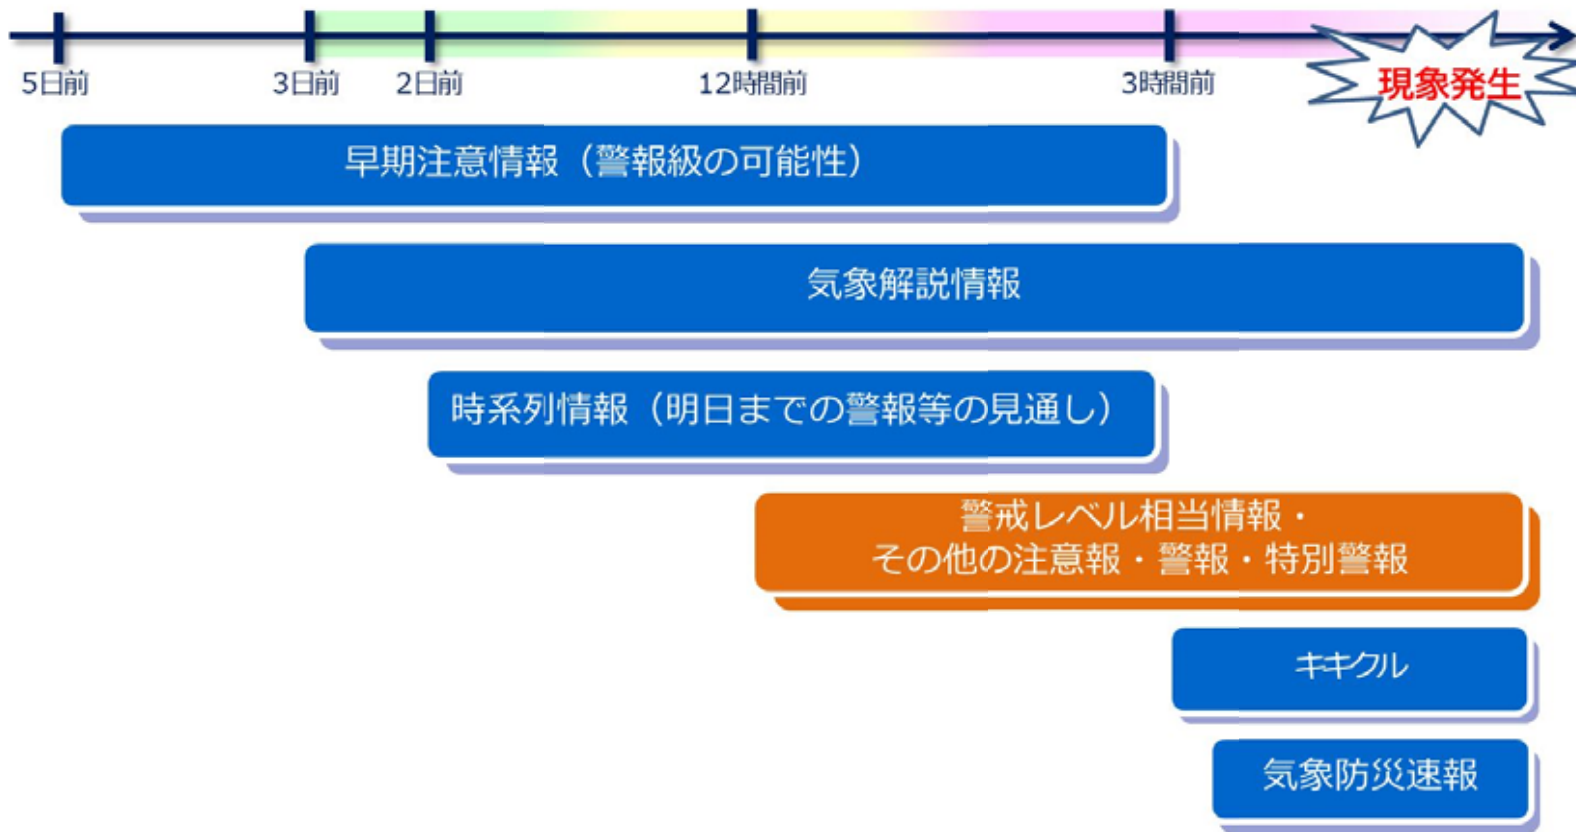 5日前
3日前
2日前
12時間前
3時間前
現象発生
早期注意情報（警報級の可能性）
気象解説情報
時系列情報（明日までの警報等の見通し）
警戒レベル相当情報・
その他の注意報・警報・特別警報
キキクル
気象防災速報